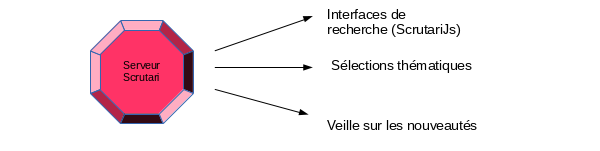 Serveur
Scrutari
Interfaces de
recherche (ScrutariJs)
Sélections thématiques
Veille sur les nouveautés